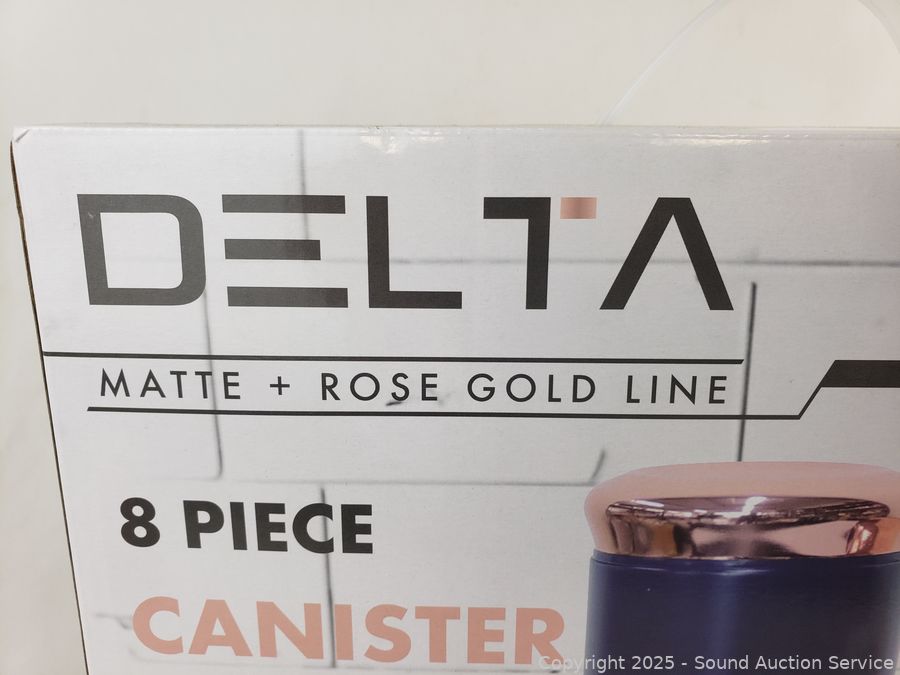 DELTA
MATTE + ROSE GOLD LINE
8 PIECE
CANISTER
Copyright 2025 - Sound Auction Service